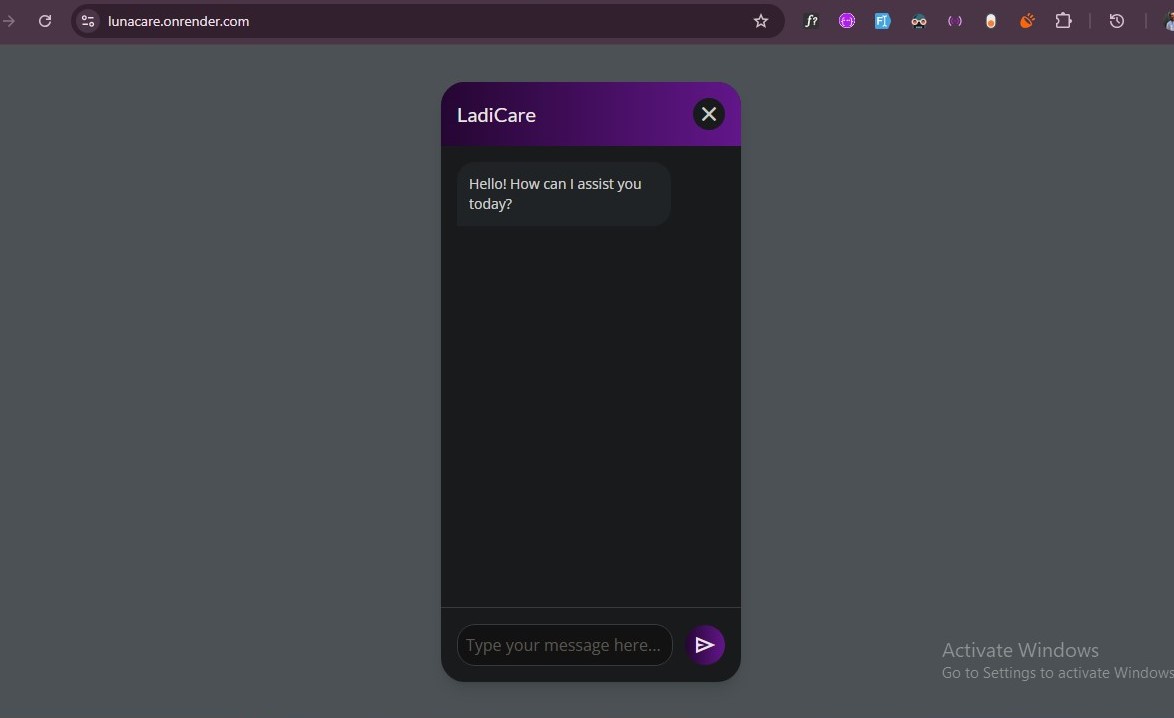 lunacare.onrender.com
f?
LadiCare
Hello! How can I assist you
today?
Type your message here...
Activate Windows
Go to Settings to activate Windows